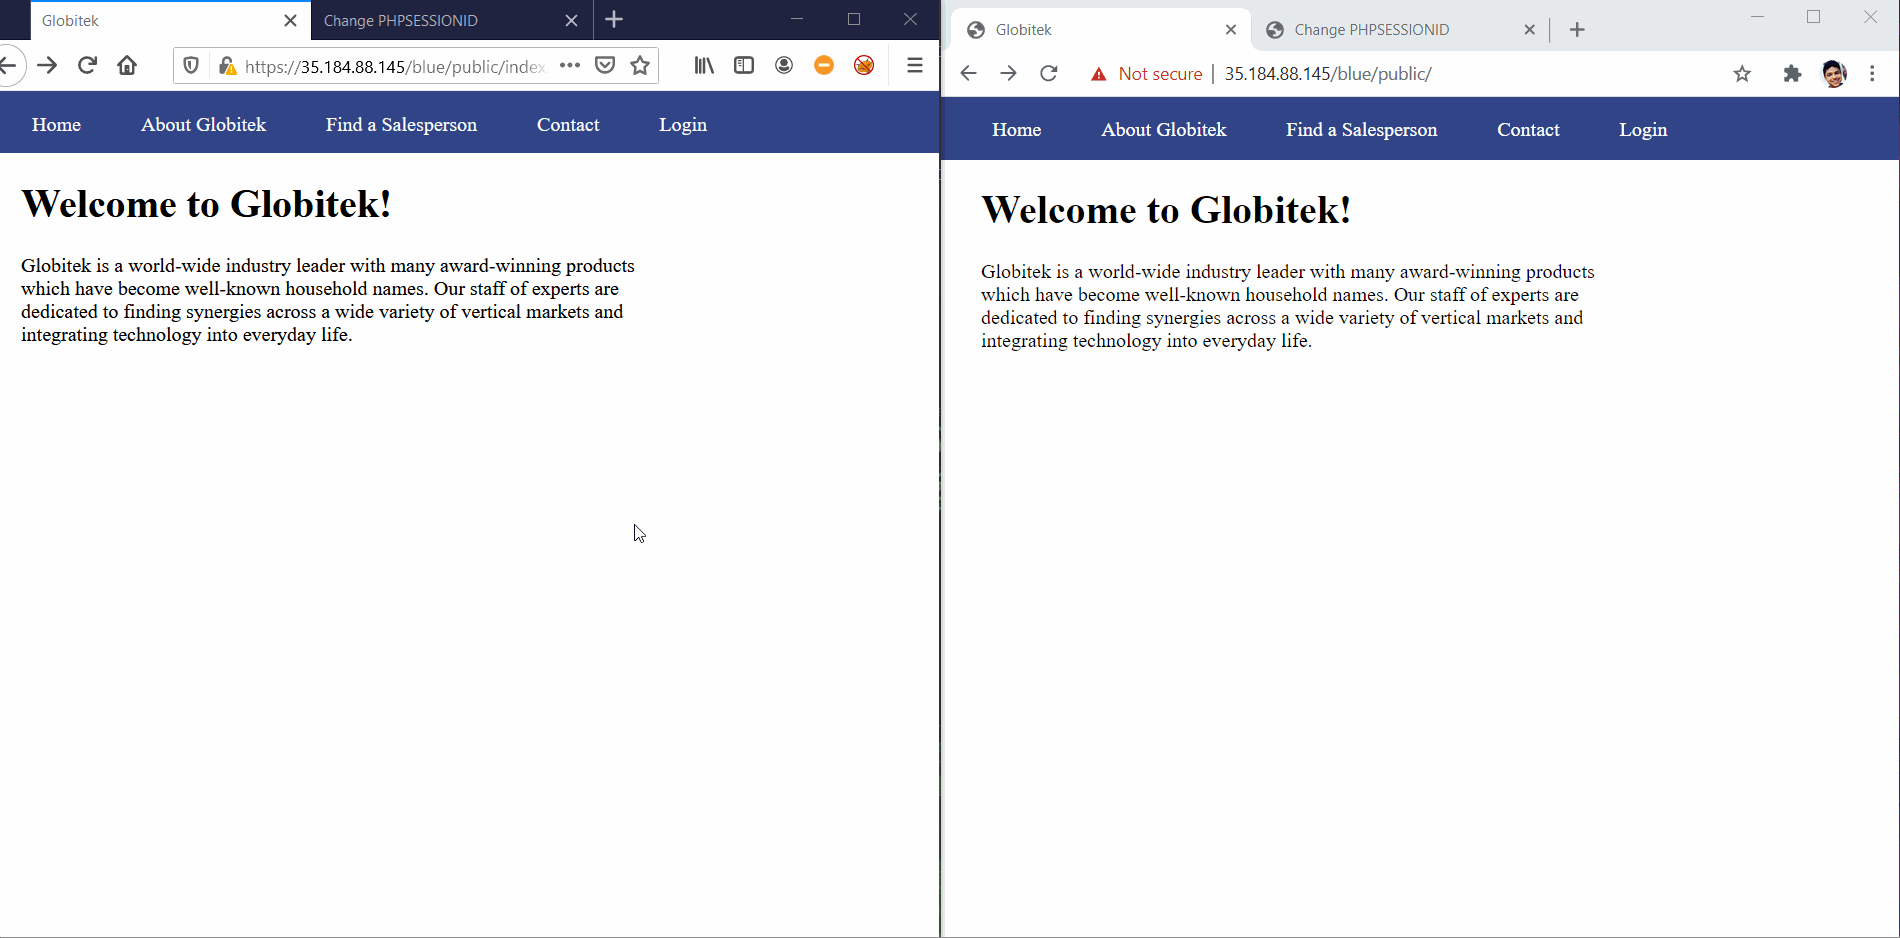 Globitek
Change PHPSESSIONID
https://35.184.88.145/blue/public/index.
Home About Globitek Find a Salesperson Contact Login
Welcome to Globitek!
Globitek is a world-wide industry leader with many award-winning products
which have become well-known household names. Our staff of experts are
dedicated to finding synergies across a wide variety of vertical markets and
integrating technology into everyday life.
Globitek
Change PHPSESSIONID
Not secure | 35.184.88.145/blue/public/
Home About Globitek Find a Salesperson Contact Login
Welcome to Globitek!
Globitek is a world-wide industry leader with many award-winning products
which have become well-known household names. Our staff of experts are
dedicated to finding synergies across a wide variety of vertical markets and
integrating technology into everyday life.